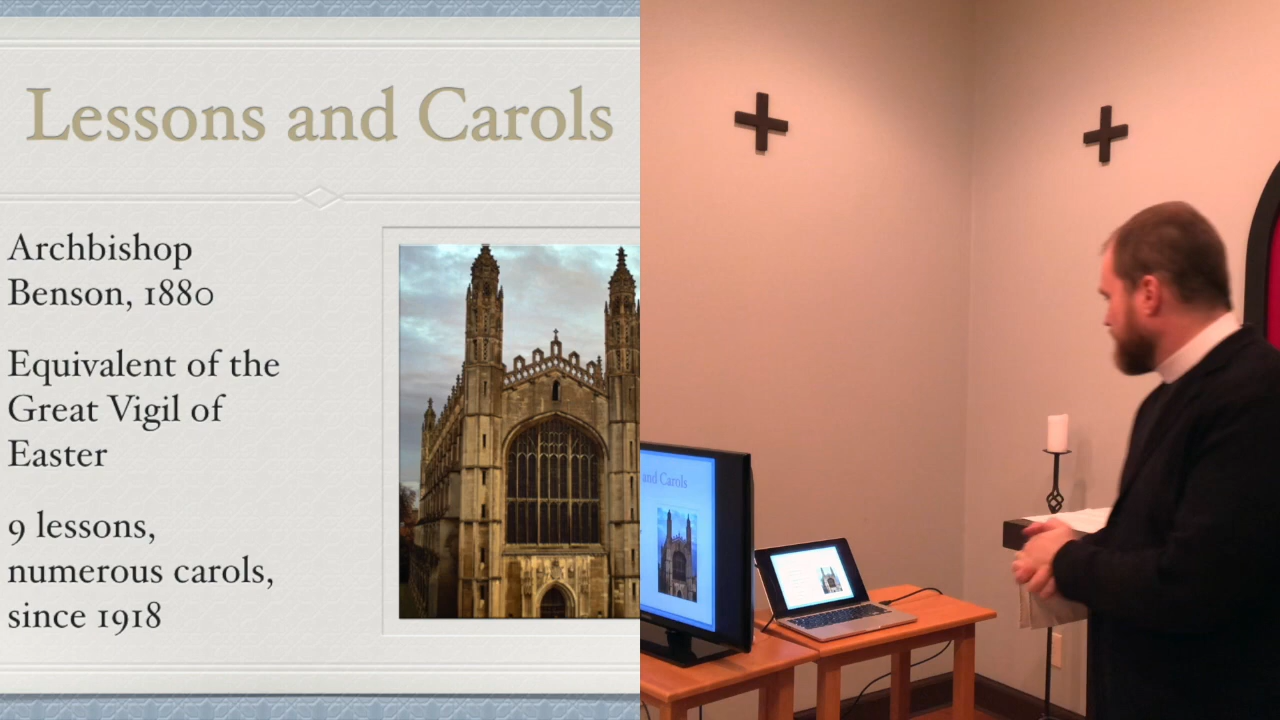 Lessons and Carols
Archbishop
Benson, 1880
Equivalent of the
Great Vigil of
Easter
9 lessons,
numerous carols,
since 1918
and Carols